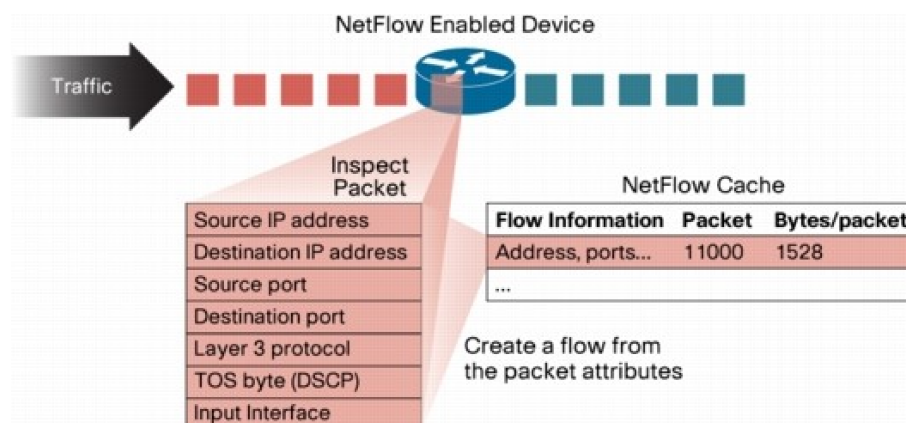 NetFlow Enabled Device
Traffic
Inspect
Packet
Source IP address
Destination IP address
Source port
Destination port
Layer 3 protocol
TOS byte (DSCP)
Input Interface
NetFlow Cache
Flow Information Packet Bytes/packet
Address, ports... 11000 1528
...
Create a flow from
the packet attributes